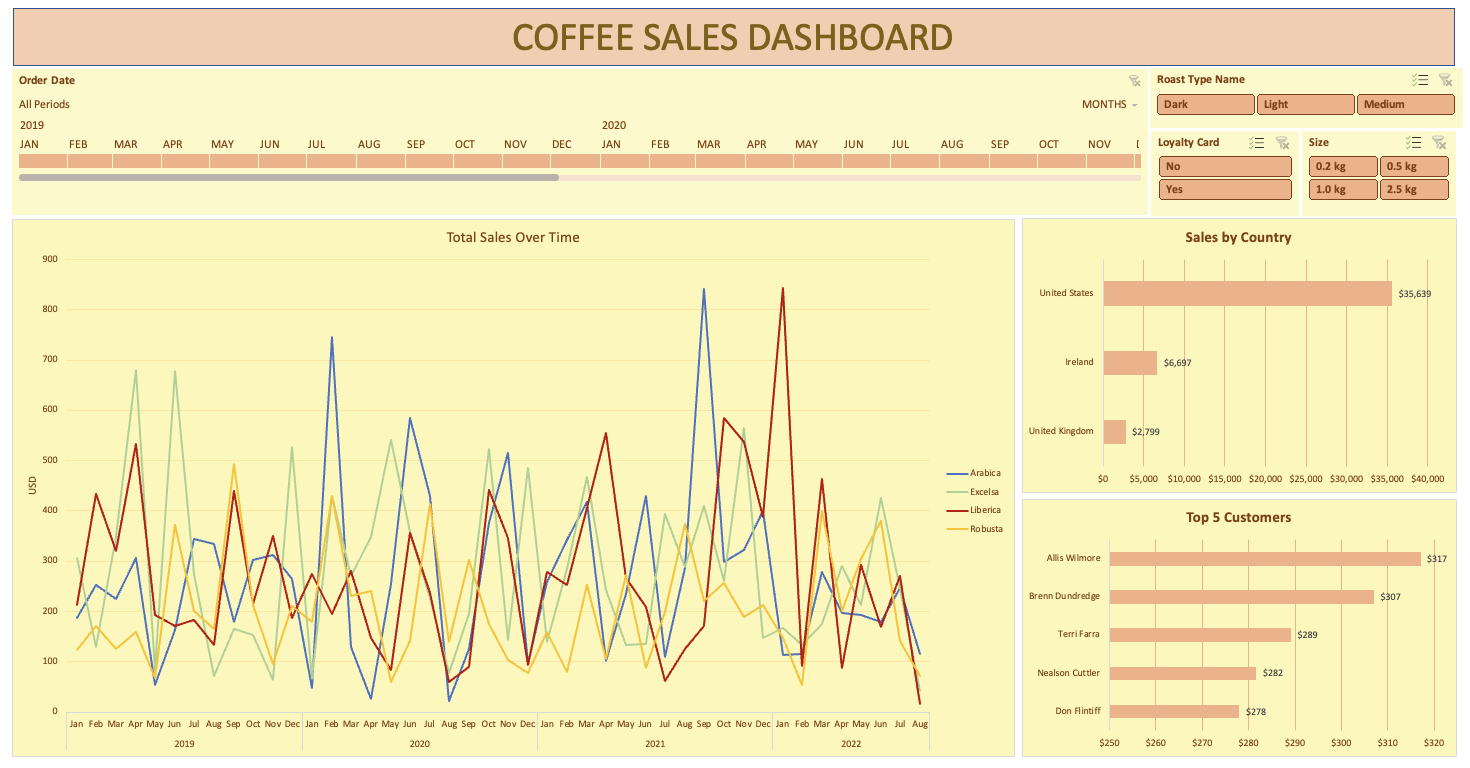 COFFEE SALES DASHBOARD
Order Date
All Periods
MONTHS
2019 2020
JAN FEB MAR APR MAY JUN JUL AUG SEP OCT NOV DEC JAN FEB MAR APR MAY JUN JUL AUG SEP OCT NOV
Roast Type Name
Dark Light Medium
Loyalty Card
No
Yes
Size
0.2 kg 0.5 kg
1.0 kg 2.5 kg
Total Sales Over Time
900
800
700
600
500
400
300
200
100
0
USD
Jan Feb Mar Apr May Jun Jul Aug Sep Oct Nov Dec Jan Feb Mar Apr May Jun Jul Aug Sep Oct Nov Dec Jan Feb Mar Apr May Jun Jul Aug Sep Oct Nov Dec Jan Feb Mar Apr May Jun Jul Aug
2019 2020 2021 2022
Arabica
Excelsa
Liberica
Robusta
Sales by Country
United States $35,639
Ireland $6,697
United Kingdom $2,799
$0 $5,000 $10,000 $15,000 $20,000 $25,000 $30,000 $35,000 $40,000
Top 5 Customers
Allis Wilmore $317
Brenn Dundredge $307
Terri Farra $289
Nealson Cuttler $282
Don Flintiff $278
$250 $260 $270 $280 $290 $300 $310 $320